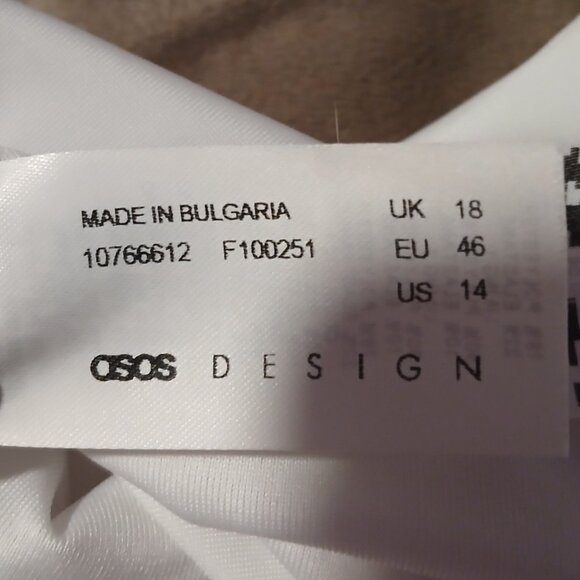 MADE IN BULGARIA UK 18
10766612 F100251 EU 46
US 14
asos DESIGN